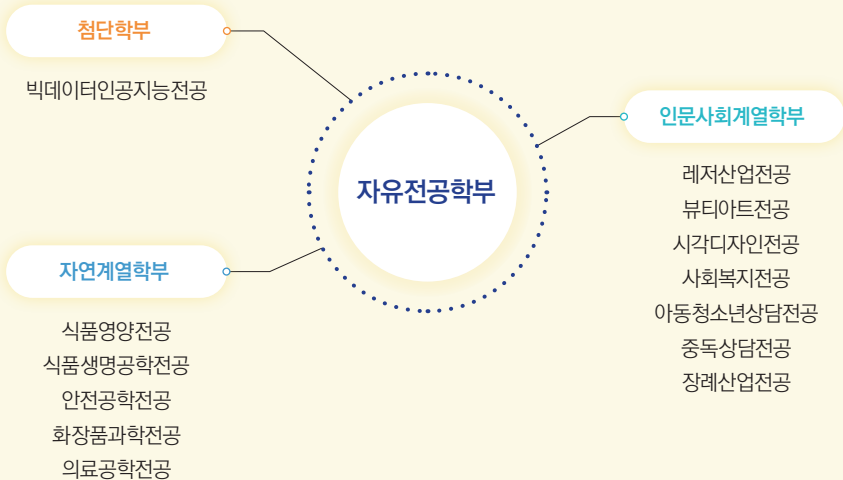 첨단학부
빅데이터인공지능전공
자유전공학부
인문사회계열학부
레저산업전공
뷰티아트전공
시각디자인전공
사회복지전공
아동청소년상담전공
중독상담전공
장례산업전공
자연계열학부
식품영양전공
식품생명공학전공
안전공학전공
화장품과학전공
의료공학전공